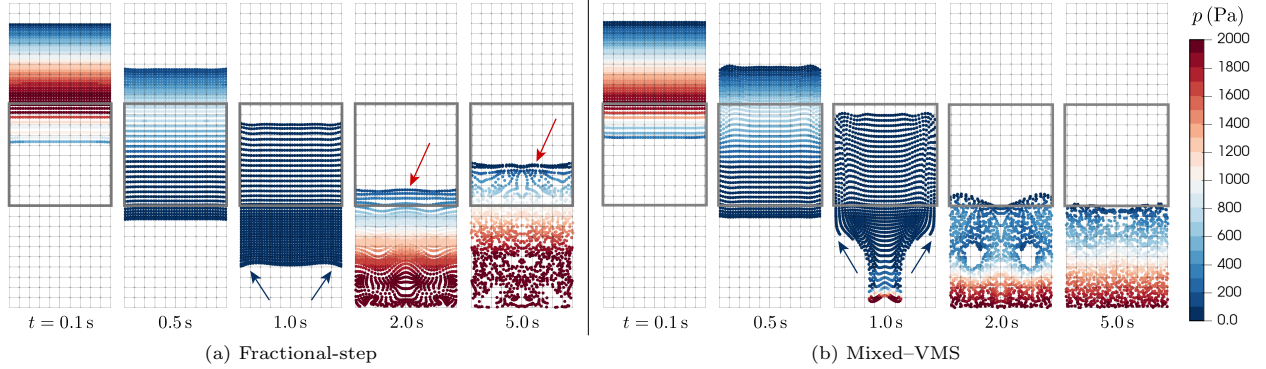 p (Pa)
2000
1800
1600
1400
1200
1000
800
600
400
200
0.0
t = 0.1 s
0.5 s
1.0 s
2.0 s
5.0 s
t = 0.1 s
0.5 s
1.0 s
2.0 s
5.0 s
(a) Fractional-step
(b) Mixed–VMS